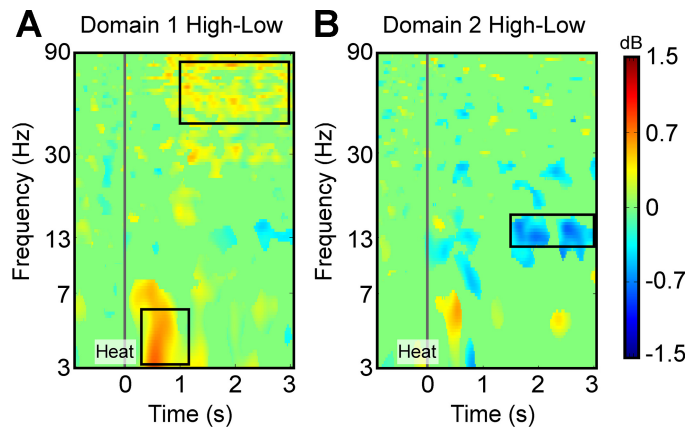 A Domain 1 High-Low
B Domain 2 High-Low
dB
Frequency (Hz)
90
30
13
7
3
Heat
0
1
2
3
Time (s)
Frequency (Hz)
90
30
13
7
3
Heat
0
1
2
3
Time (s)
1.5
0.7
0
-0.7
-1.5